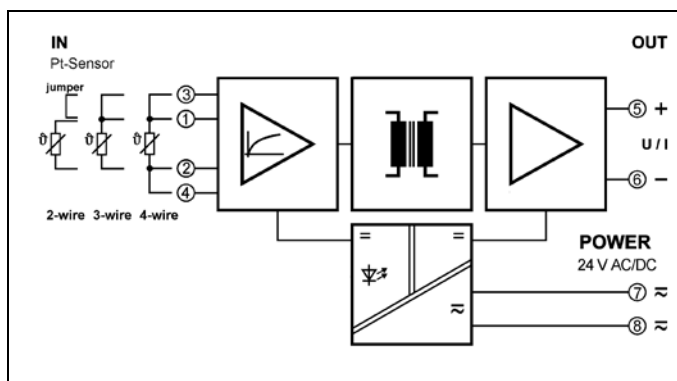 IN
OUT
Pt-Sensor
jumper
③
①
②
④
ϑ
ϑ
ϑ
2-wire
3-wire
4-wire
⑤ +
U / I
⑥ −
=
=
≂
POWER
24 V AC/DC
⑦ ≂
⑧ ≂